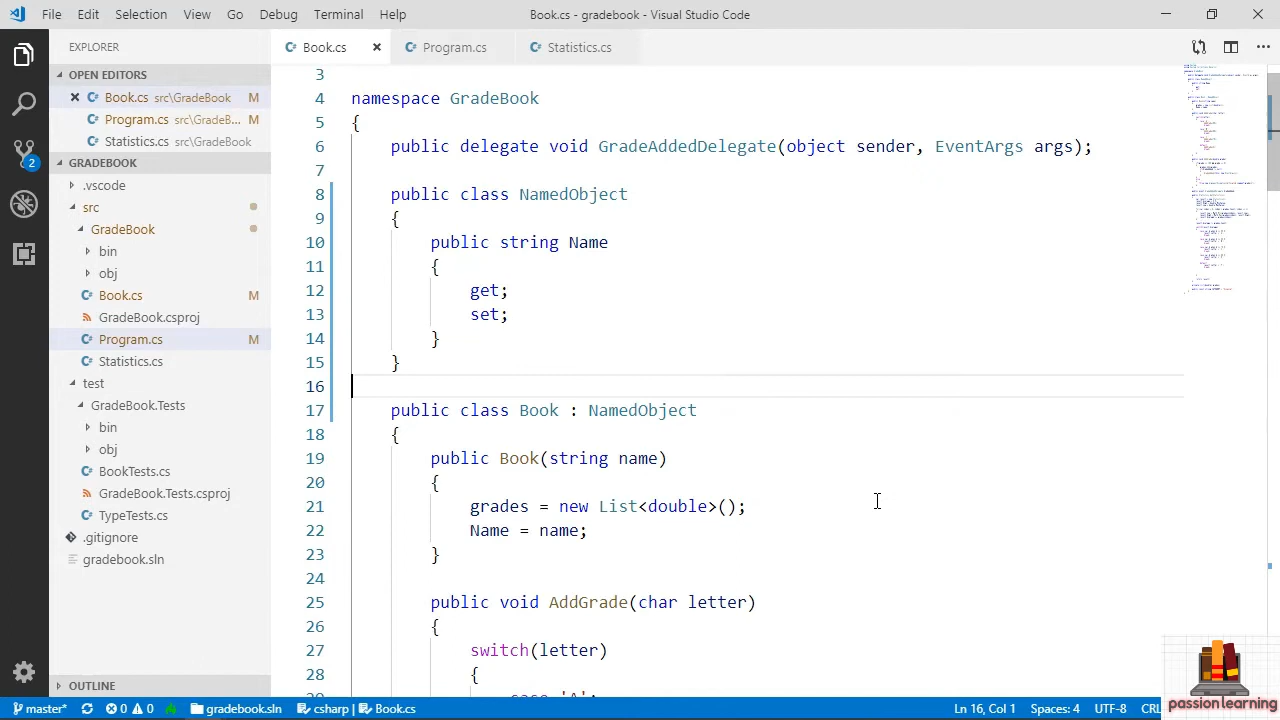 File Edit Selection View Go Debug Terminal Help Book.cs - gradebook - Visual Studio Code
EXPLORER Book.cs Program.cs Statistics.cs
OPEN EDITORS
Book.cs src\GradeBook M
Program.cs src\GradeB... M
Statistics.cs src\GradeBook
GRADEBOOK
.vscode
GradeBook
bin
obj
Book.cs M
GradeBook.csproj
Program.cs M
Statistics.cs
test
GradeBook.Tests
bin
obj
BookTests.cs
GradeBook.Tests.csproj
TypeTests.cs
.gitignore
gradebook.sln
OUTLINE
2
3
4 namespace GradeBook
5 {
6 public delegate void GradeAddedDelegate(object sender, EventArgs args);
7
8 public class NamedObject
9
10 public string Name
11
12 get
13 set;
14 }
15 }
16
17 public class Book : NamedObject
18 {
19 public Book(string name)
20 {
21 grades = new List<double>();
22 Name = name;
23 }
24
25 public void AddGrade(char letter)
26 {
27 switch(letter)
28 {
29 case 'A':
passionlearning
master* 0 0 gradebook.sln csharp | Book.cs Ln 16, Col 1 Spaces: 4 UTF-8 CRL